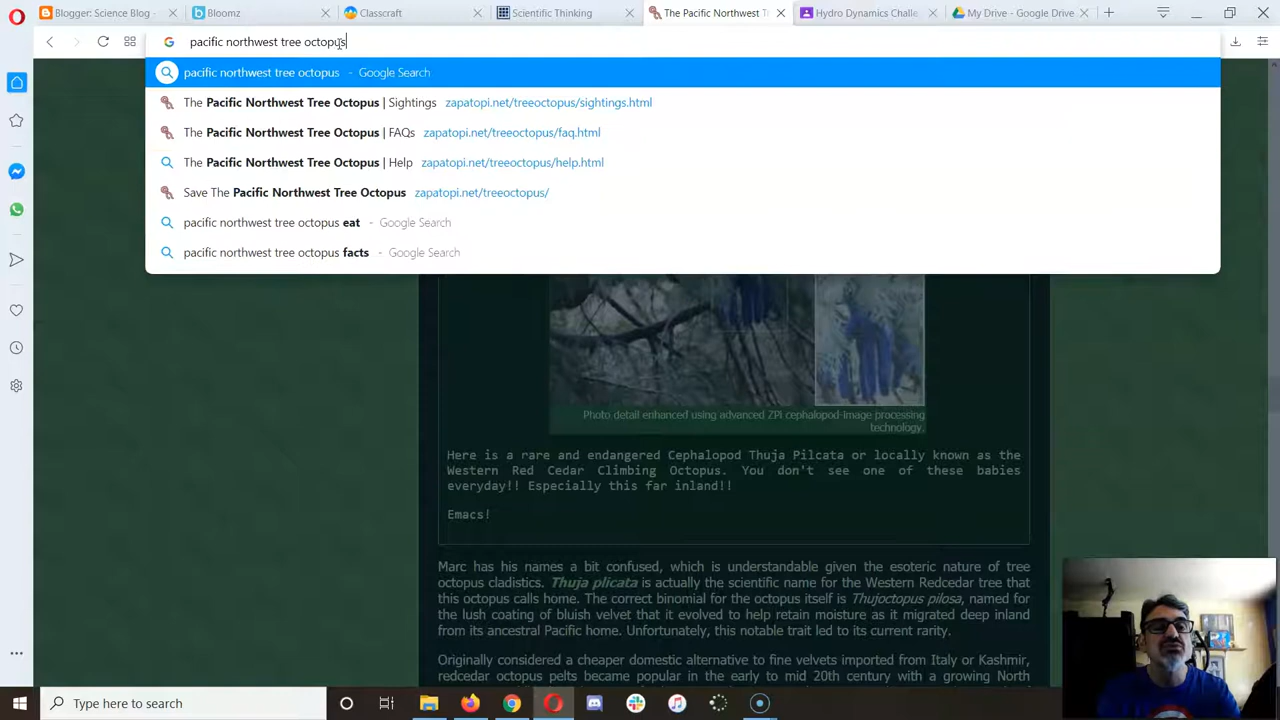 Blogger: Science Blog -
Bloomz
Classcraft
Scientific Thinking
The Pacific Northwest T
Hydro Dynamics Challe
My Drive - Google Drive
pacific northwest tree octopus
pacific northwest tree octopus - Google Search
The Pacific Northwest Tree Octopus | Sightings zapatopi.net/treeoctopus/sightings.html
The Pacific Northwest Tree Octopus | FAQs zapatopi.net/treeoctopus/faq.html
The Pacific Northwest Tree Octopus | Help zapatopi.net/treeoctopus/help.html
Save The Pacific Northwest Tree Octopus zapatopi.net/treeoctopus/
pacific northwest tree octopus eat - Google Search
pacific northwest tree octopus facts - Google Search
Photo detail enhanced using advanced ZPI cephalopod-image processing
technology.
Here is a rare and endangered Cephalopod Thuja Pilcata or locally known as the
Western Red Cedar Climbing Octopus. You don't see one of these babies
everyday!! Especially this far inland!!
Emacs!
Marc has his names a bit confused, which is understandable given the esoteric nature of tree
octopus cladistics. Thuja plicata is actually the scientific name for the Western Redcedar tree that
this octopus calls home. The correct binomial for the octopus itself is Thujoctopus pilosa, named for
the lush coating of bluish velvet that it evolved to help retain moisture as it migrated deep inland
from its ancestral Pacific home. Unfortunately, this notable trait led to its current rarity.
Originally considered a cheaper domestic alternative to fine velvets imported from Italy or Kashmir,
redcedar octopus pelts became popular in the early to mid 20th century with a growing North
Type here to search